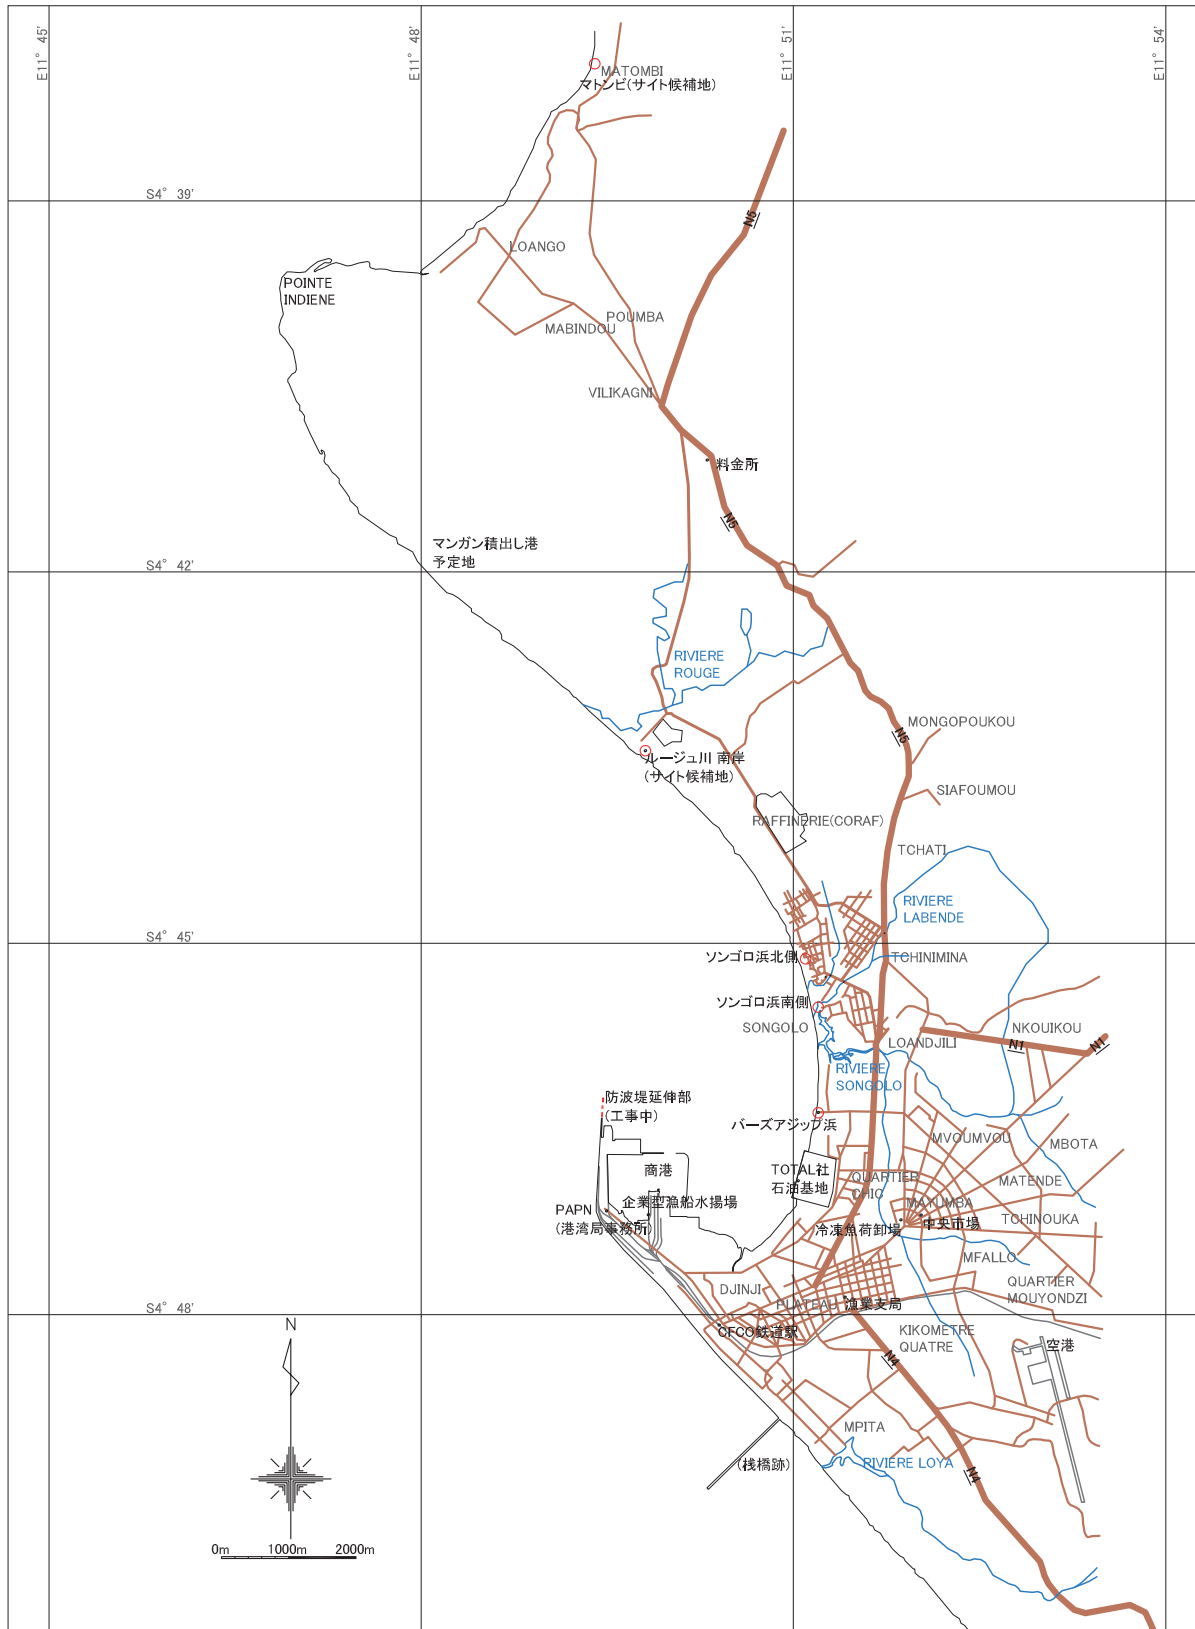 E11° 45'
E11° 48'
E11° 51'
E11° 54'
MATOMBI
マトンビ(サイト候補地)
S4° 39'
N5
LOANGO
POINTE
INDIENE
POUMBA
MABINDOU
VILIKAGNI
料金所
N5
マンガン積出し港
予定地
S4° 42'
RIVIERE
ROUGE
MONGOPOUKOU
N5
ルージュ川 南岸
(サイト候補地)
SIAFOUMOU
RAFFINERIE(CORAF)
TCHATI
RIVIERE
LABENDE
S4° 45'
ソンゴロ浜北側
TCHINIMINA
ソンゴロ浜南側
SONGOLO
NKOUIKOU
LOANDJILI
N1
N1
RIVIERE
SONGOLO
防波堤延伸部
(工事中)
バーズアジップ浜
MVOUMVOU
MBOTA
商港
TOTAL社
石油基地
QUARTIER
CHIC
MATENDE
企業型漁船水揚場
MAYUMBA
PAPN
(港湾局事務所)
冷凍魚荷卸場
中央市場
TCHINOUKA
MFALLO
DJINJI
QUARTIER
MOUYONDZI
PLATEAU
漁業支局
S4° 48'
CFCO鉄道駅
KIKOMETRE
QUATRE
空港
N
N4
MPITA
(桟橋跡)
RIVIERE LOYA
N4
0m
1000m
2000m